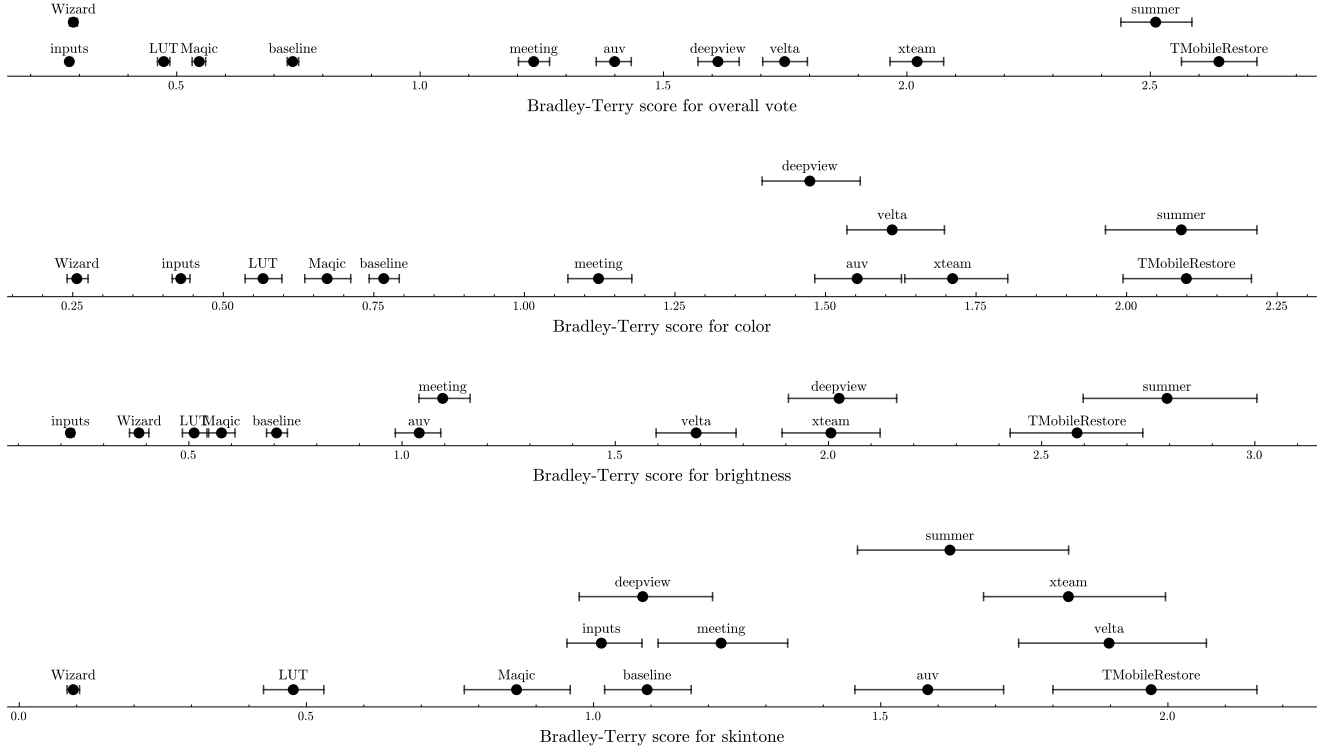 Wizard summer
inputs LUT Maqic baseline meeting auv deepview velta xteam TMobileRestore
0.5 1.0 1.5 2.0 2.5
Bradley-Terry score for overall vote
deepview
velta summer
Wizard inputs LUT Maqic baseline meeting auv xteam TMobileRestore
0.25 0.50 0.75 1.00 1.25 1.50 1.75 2.00 2.25
Bradley-Terry score for color
meeting deepview summer
inputs Wizard LUT Maqic baseline auv velta xteam TMobileRestore
0.5 1.0 1.5 2.0 2.5 3.0
Bradley-Terry score for brightness
summer
deepview xteam
inputs meeting velta
Wizard LUT Maqic baseline auv TMobileRestore
0.0 0.5 1.0 1.5 2.0
Bradley-Terry score for skintone